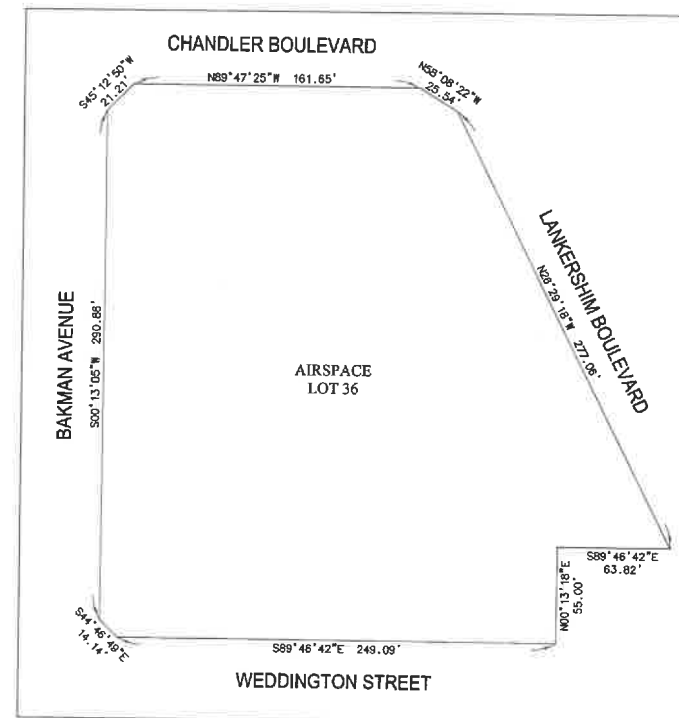 CHANDLER BOULEVARD
N89°47'25"W 161.65'
S45°12'50"W
21.21'
N58°08'22"W
25.54'
LANKERSHIM BOULEVARD
N26°29'18"W 277.06'
BAKMAN AVENUE
S00°13'05"W 290.86'
AIRSPACE
LOT 36
S89°46'42"E
63.82'
N00°13'18"E
55.00'
S44°46'49"E
14.14'
S89°46'42"E 249.09'
WEDDINGTON STREET